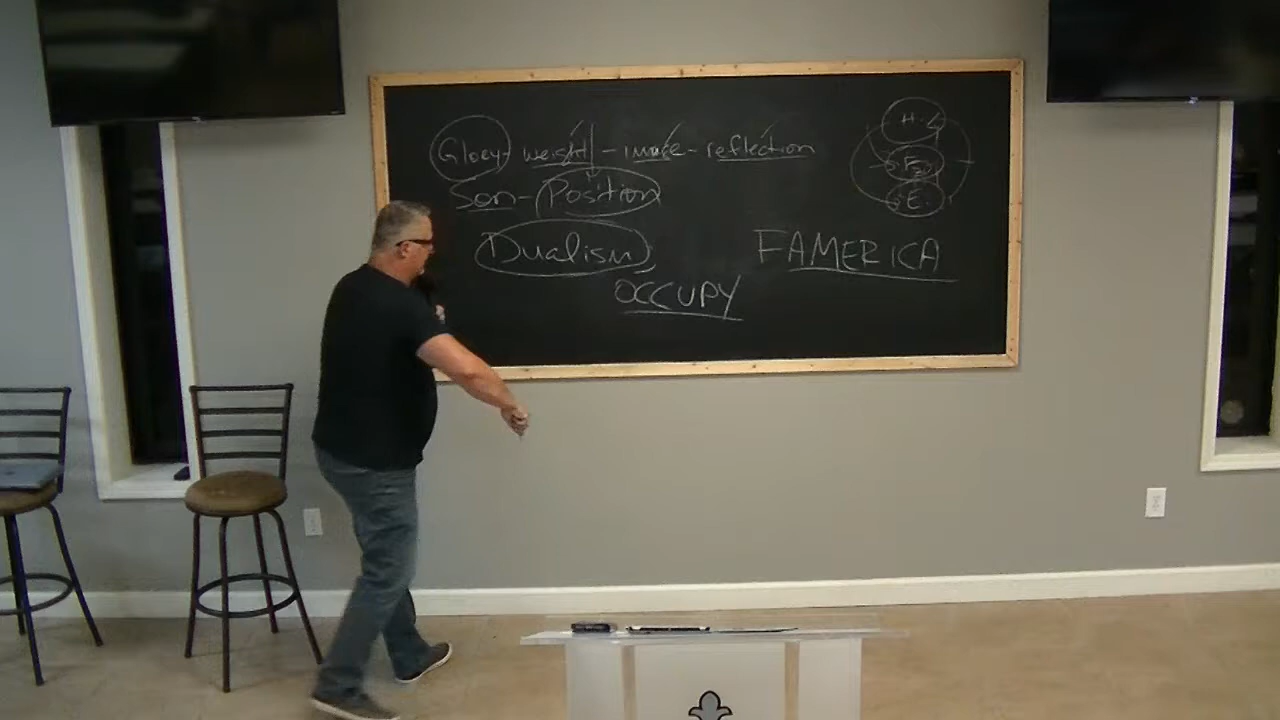 Glory- weight - image - reflection
Son - Position
Dualism
FAMERICA
OCCUPY
H.
E.